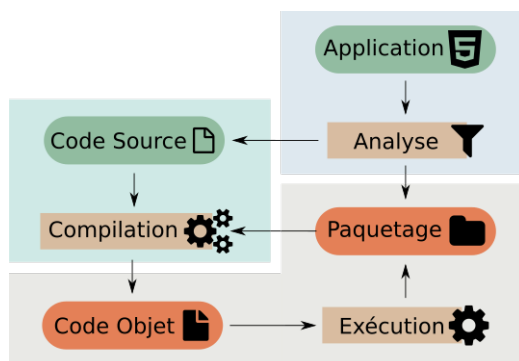 Application
Code Source
Analyse
Compilation
Paquetage
Code Objet
Exécution